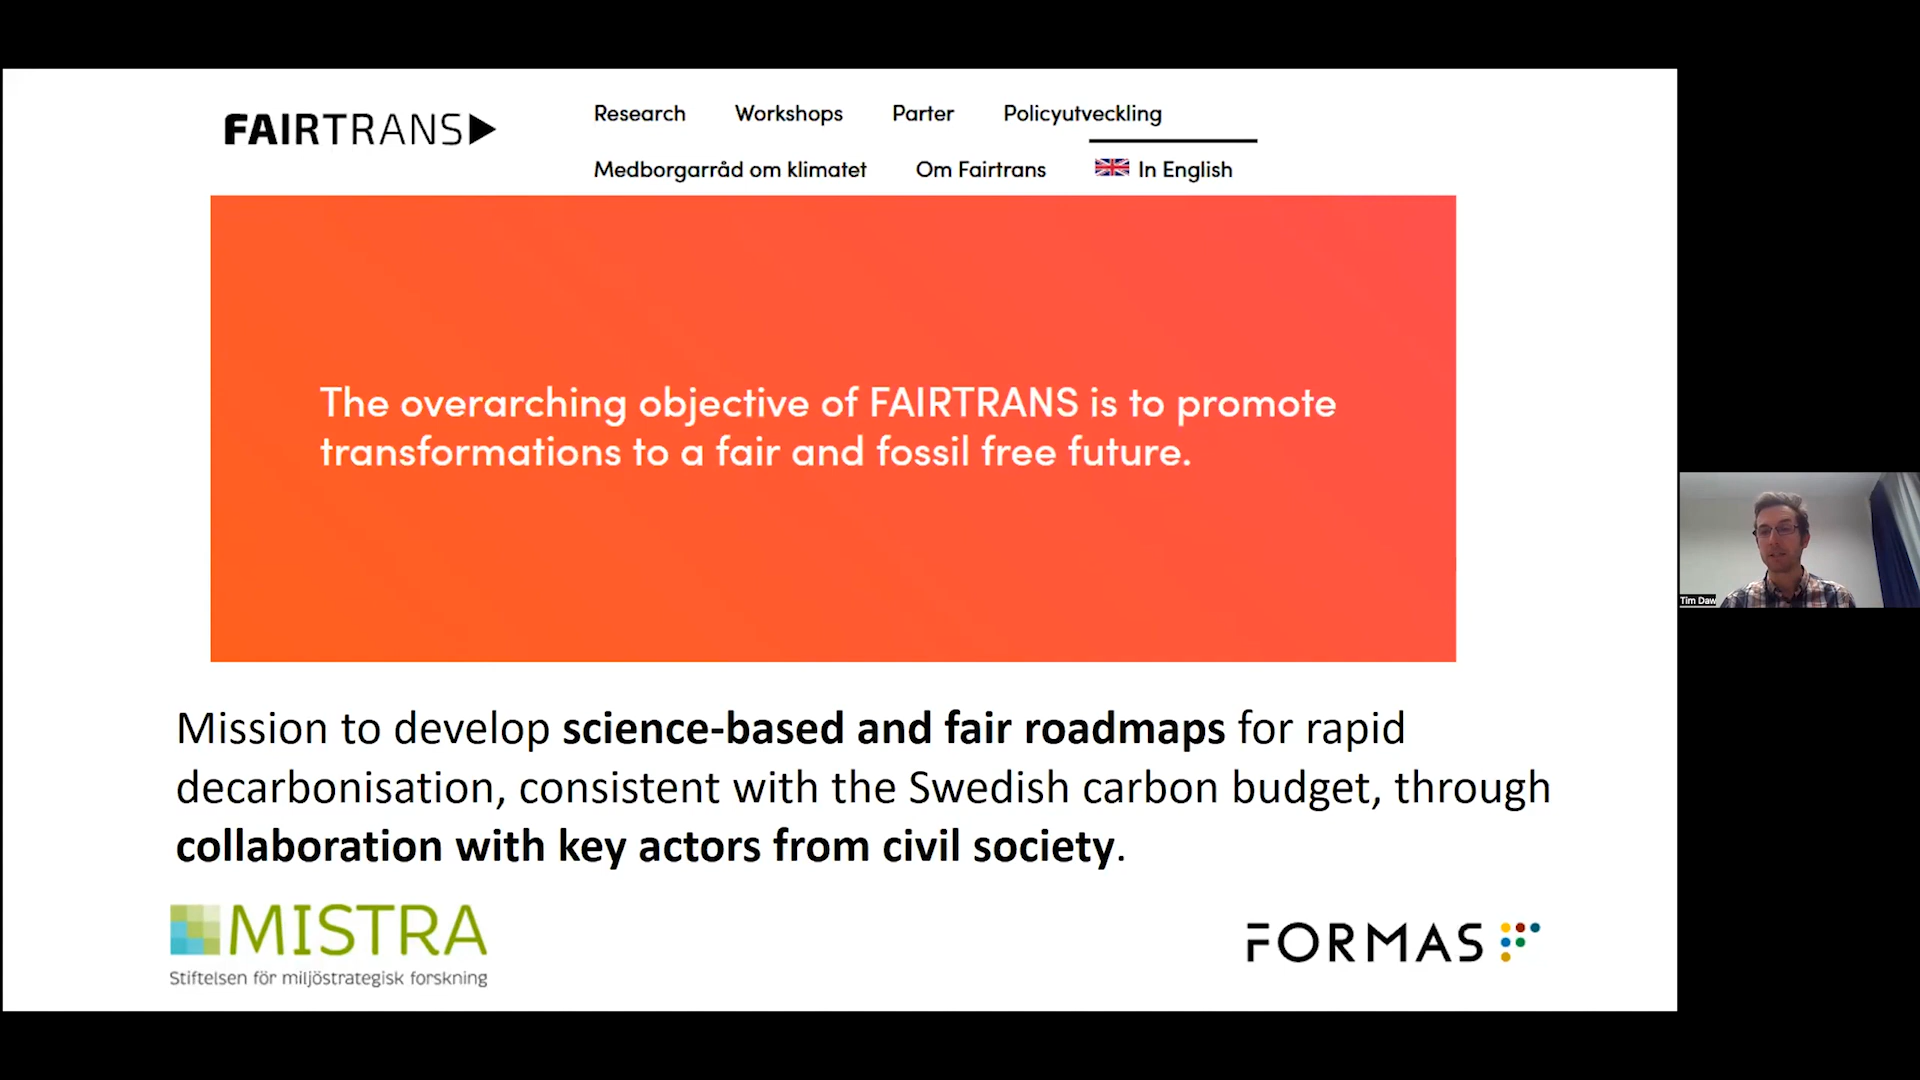 FAIRTRANS
Research Workshops Parter Policyutveckling
Medborgarråd om klimatet Om Fairtrans In English
The overarching objective of FAIRTRANS is to promote
transformations to a fair and fossil free future.
Mission to develop science-based and fair roadmaps for rapid
decarbonisation, consistent with the Swedish carbon budget, through
collaboration with key actors from civil society.
MISTRA
Stiftelsen för miljöstrategisk forskning
FORMAS
Tim Daw